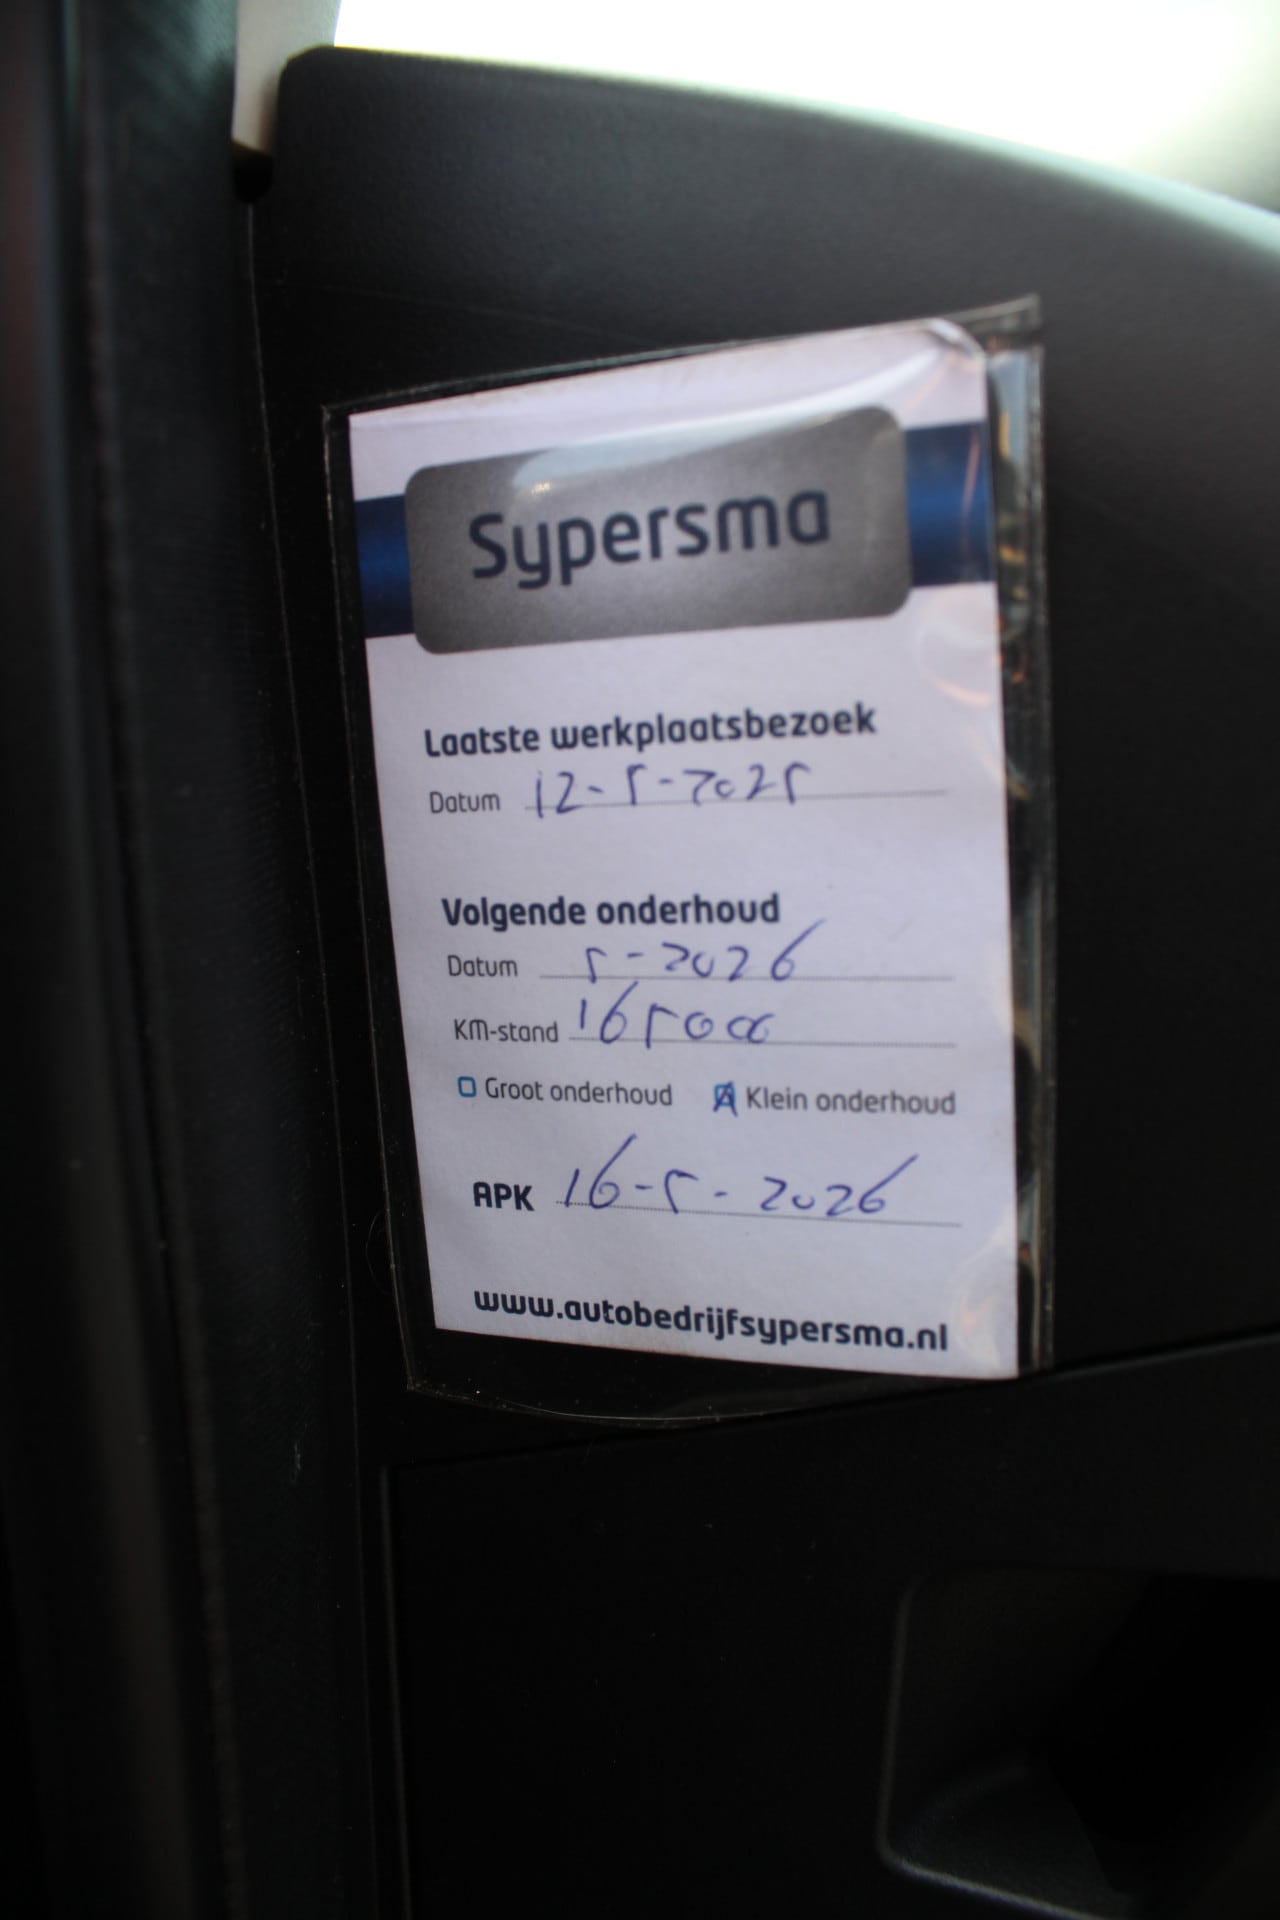 Sypersma
Laatste werkplaatsbezoek
Datum 12-5-2025
Volgende onderhoud
Datum 5-2026
KM-stand 165000
Groot onderhoud Klein onderhoud
APK 16-5-2026
www.autobedrijfsypersma.nl